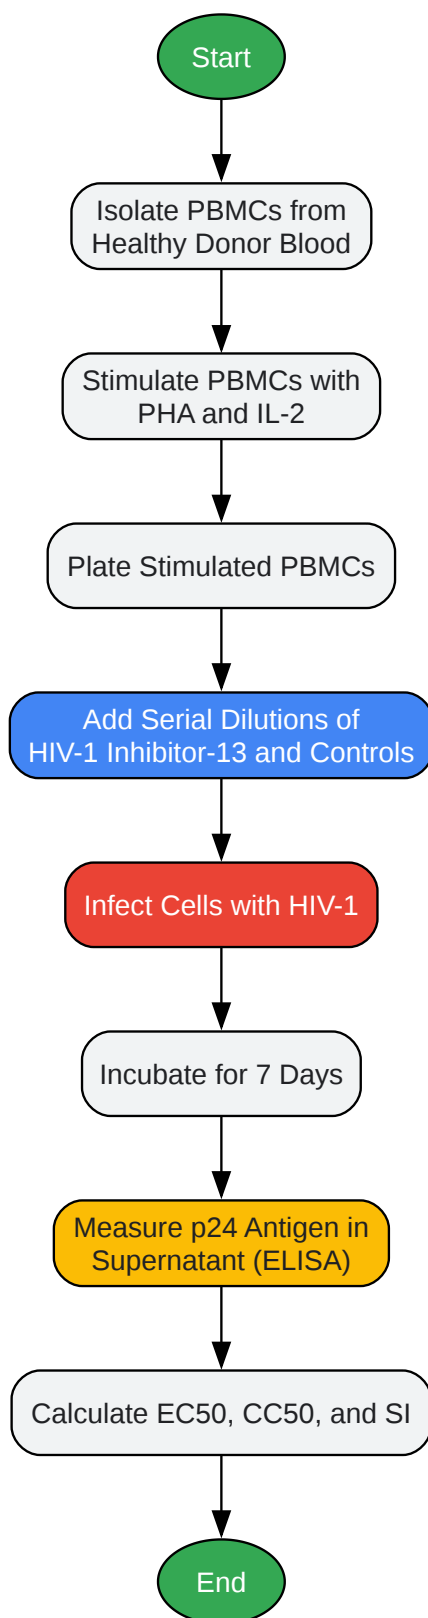 Start
Isolate PBMCs from
Healthy Donor Blood
Stimulate PBMCs with
PHA and IL-2
Plate Stimulated PBMCs
Add Serial Dilutions of
HIV-1 Inhibitor-13 and Controls
Infect Cells with HIV-1
Incubate for 7 Days
Measure p24 Antigen in
Supernatant (ELISA)
Calculate EC50, CC50, and SI
End